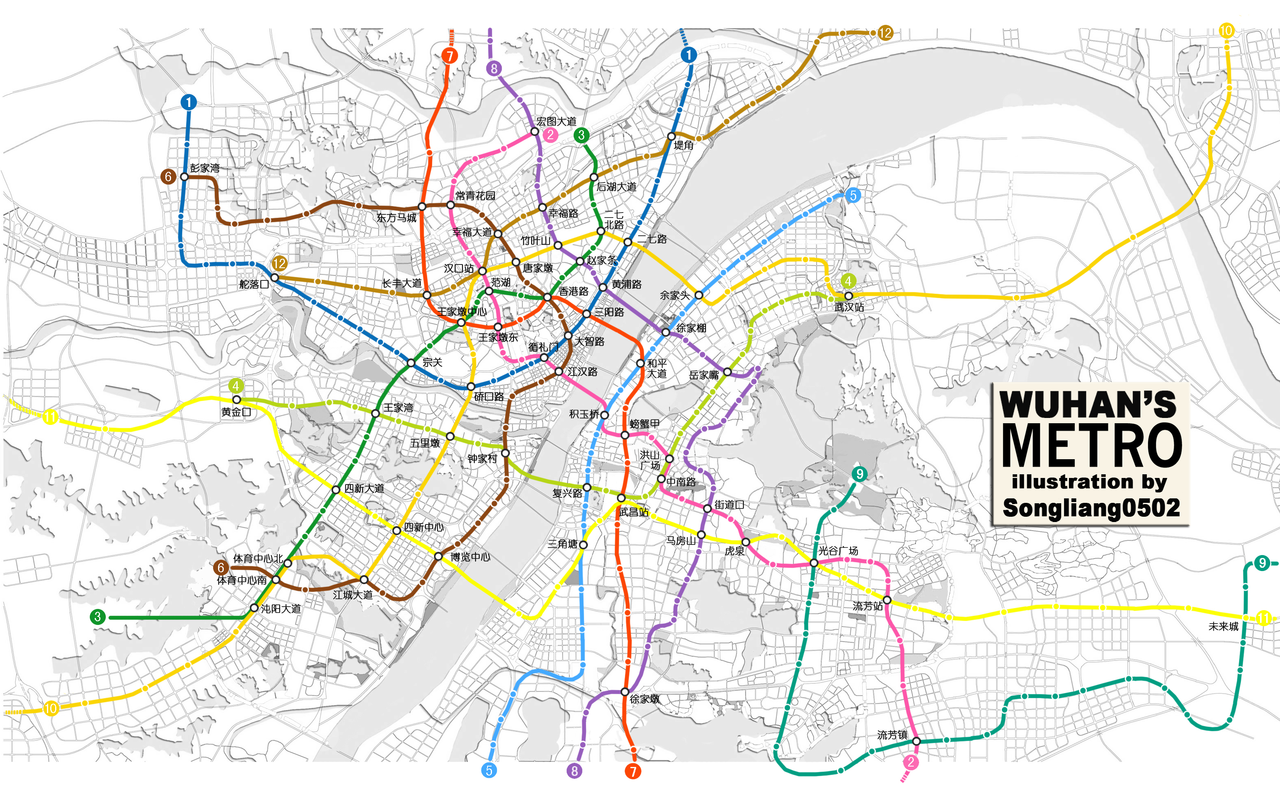 7
8
1
10
12
1
宏图大道
2
3
堤角
6
彭家湾
后湖大道
5
常青花园
东方马城
幸福路
二七
北路
幸福大道
竹叶山
二七路
12
舵落口
汉口站
唐家墩
赵家条
4
武汉站
长丰大道
范湖
香港路
黄浦路
余家头
王家墩中心
三阳路
王家墩东
徐家棚
循礼门
大智路
宗关
和平
大道
江汉路
岳家嘴
4
黄金口
硚口路
11
王家湾
积玉桥
螃蟹甲
WUHAN'S
METRO
illustration by
Songliang0502
五里墩
钟家村
洪山
广场
9
四新大道
复兴路
中南路
武昌站
街道口
四新中心
三角塘
马房山
虎泉
光谷广场
体育中心北
博览中心
6
体育中心南
江城大道
9
3
沌阳大道
流芳站
未来城
11
10
徐家墩
流芳镇
5
8
7
2